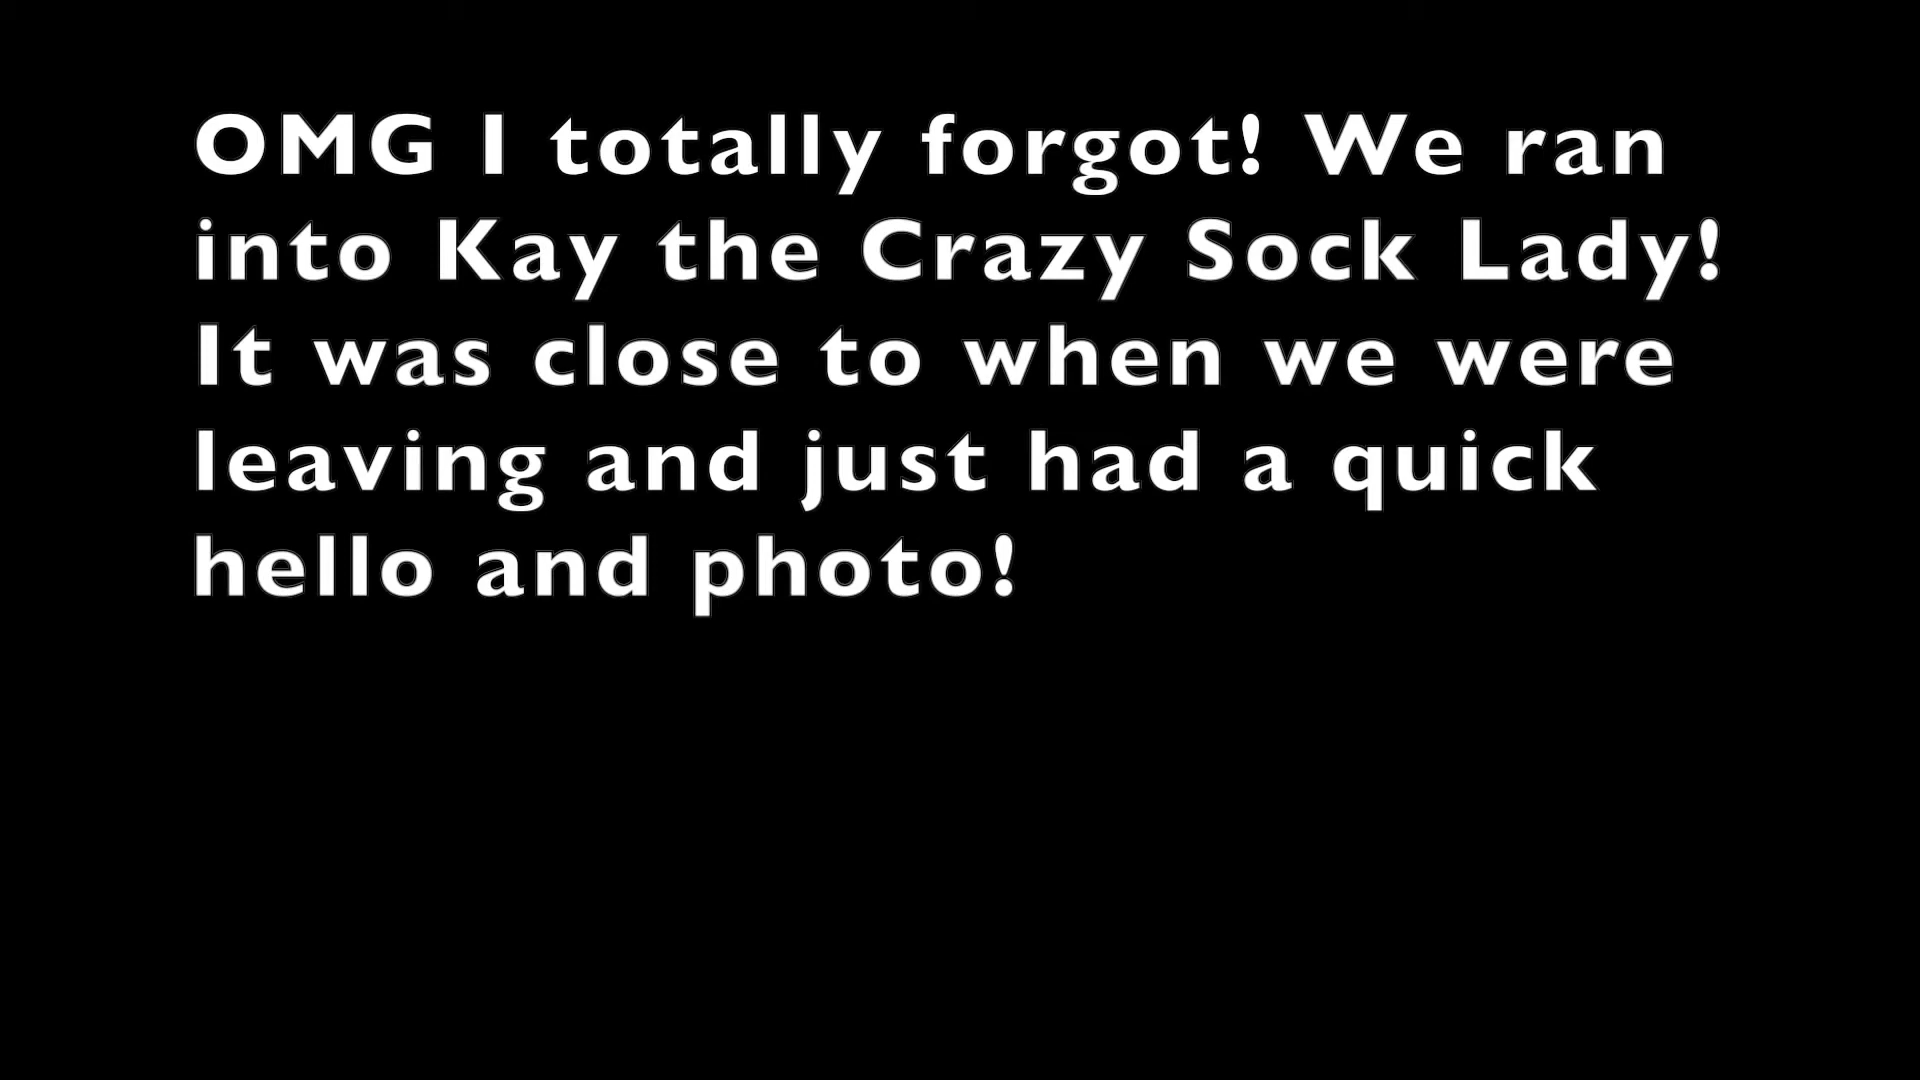 OMG I totally forgot! We ran
into Kay the Crazy Sock Lady!
It was close to when we were
leaving and just had a quick
hello and photo!